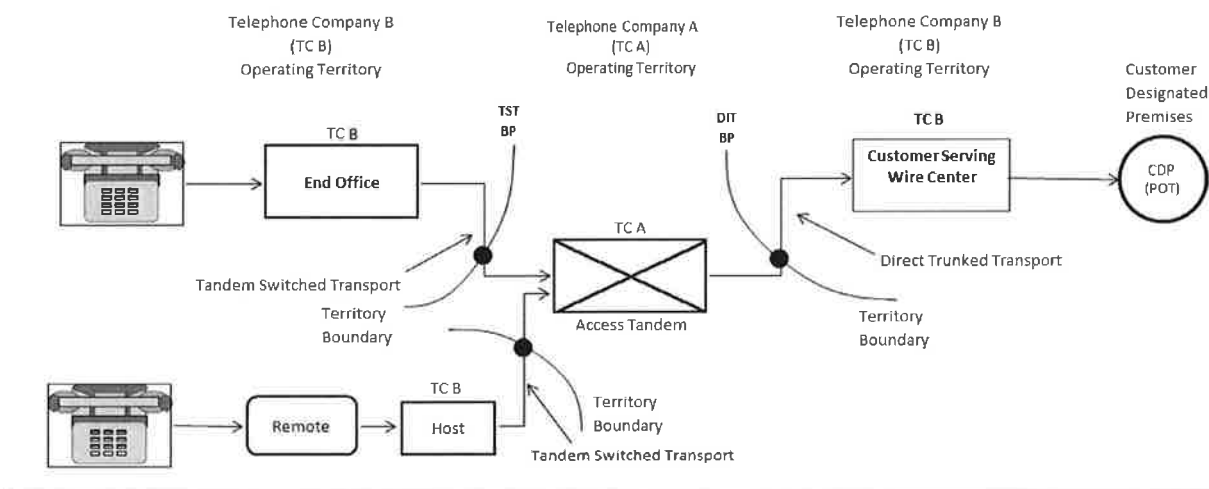 Telephone Company B
(TC B)
Operating Territory
Telephone Company A
(TC A)
Operating Territory
Telephone Company B
(TC B)
Operating Territory
Customer
Designated
Premises
TST
BP
DIT
BP
TC B
End Office
TC B
Customer Serving
Wire Center
CDP
(POT)
TC A
Access Tandem
Tandem Switched Transport
Territory
Boundary
Direct Trunked Transport
Territory
Boundary
Remote
TC B
Host
Territory
Boundary
Tandem Switched Transport